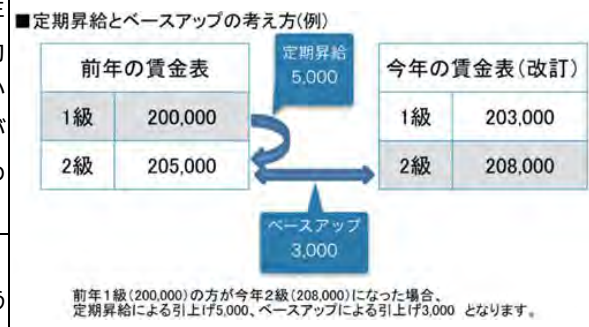 ■定期昇給とベースアップの考え方(例)
定期昇給
5,000
前年の賃金表
1級 200,000
2級 205,000
今年の賃金表(改訂)
1級 203,000
2級 208,000
ベースアップ
3,000
前年1級(200,000)の方が今年2級(208,000)になった場合、
定期昇給による引上げ5,000、ベースアップによる引上げ3,000 となります。